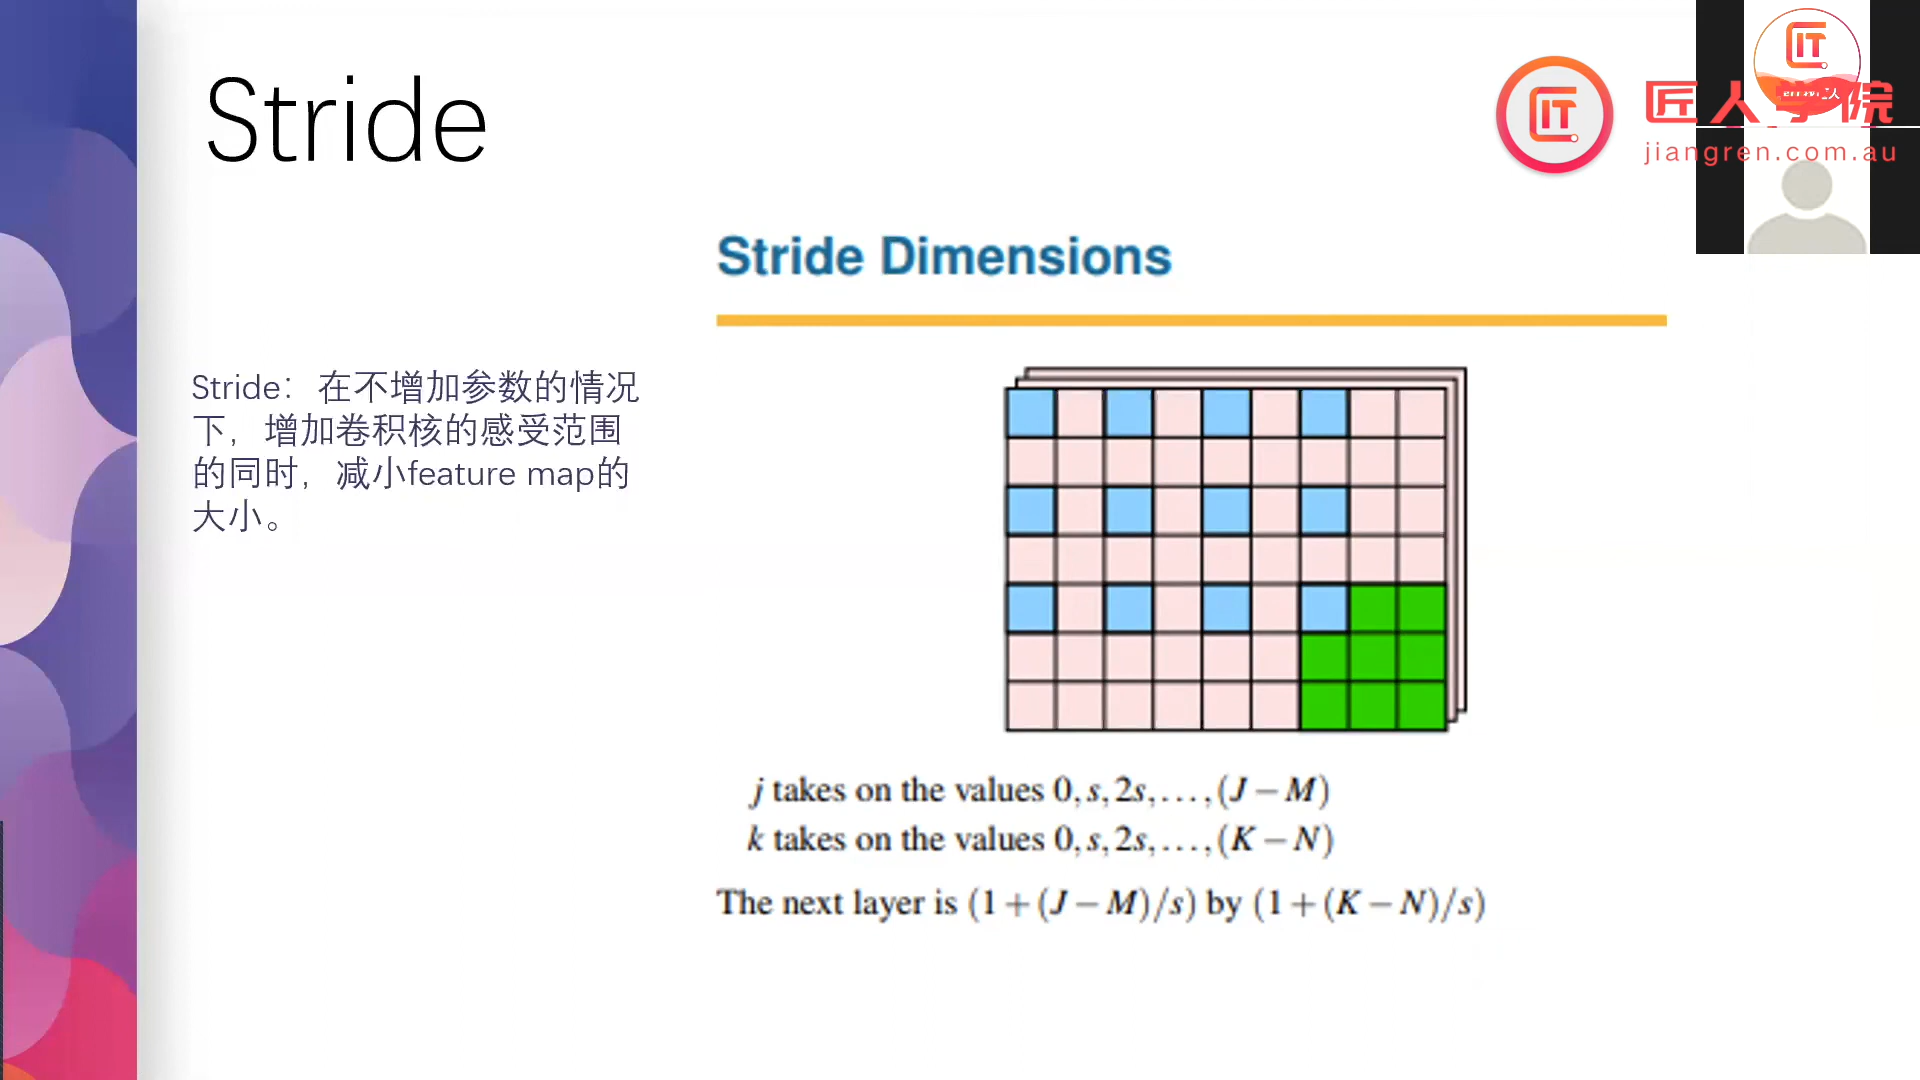 Stride
匠人学院
jiangren.com.au
Stride Dimensions
Stride：在不增加参数的情况
下，增加卷积核的感受范围
的同时，减小feature map的
大小。
j takes on the values 0, s, 2s, . . . , (J − M)
k takes on the values 0, s, 2s, . . . , (K − N)
The next layer is (1 + (J − M)/s) by (1 + (K − N)/s)